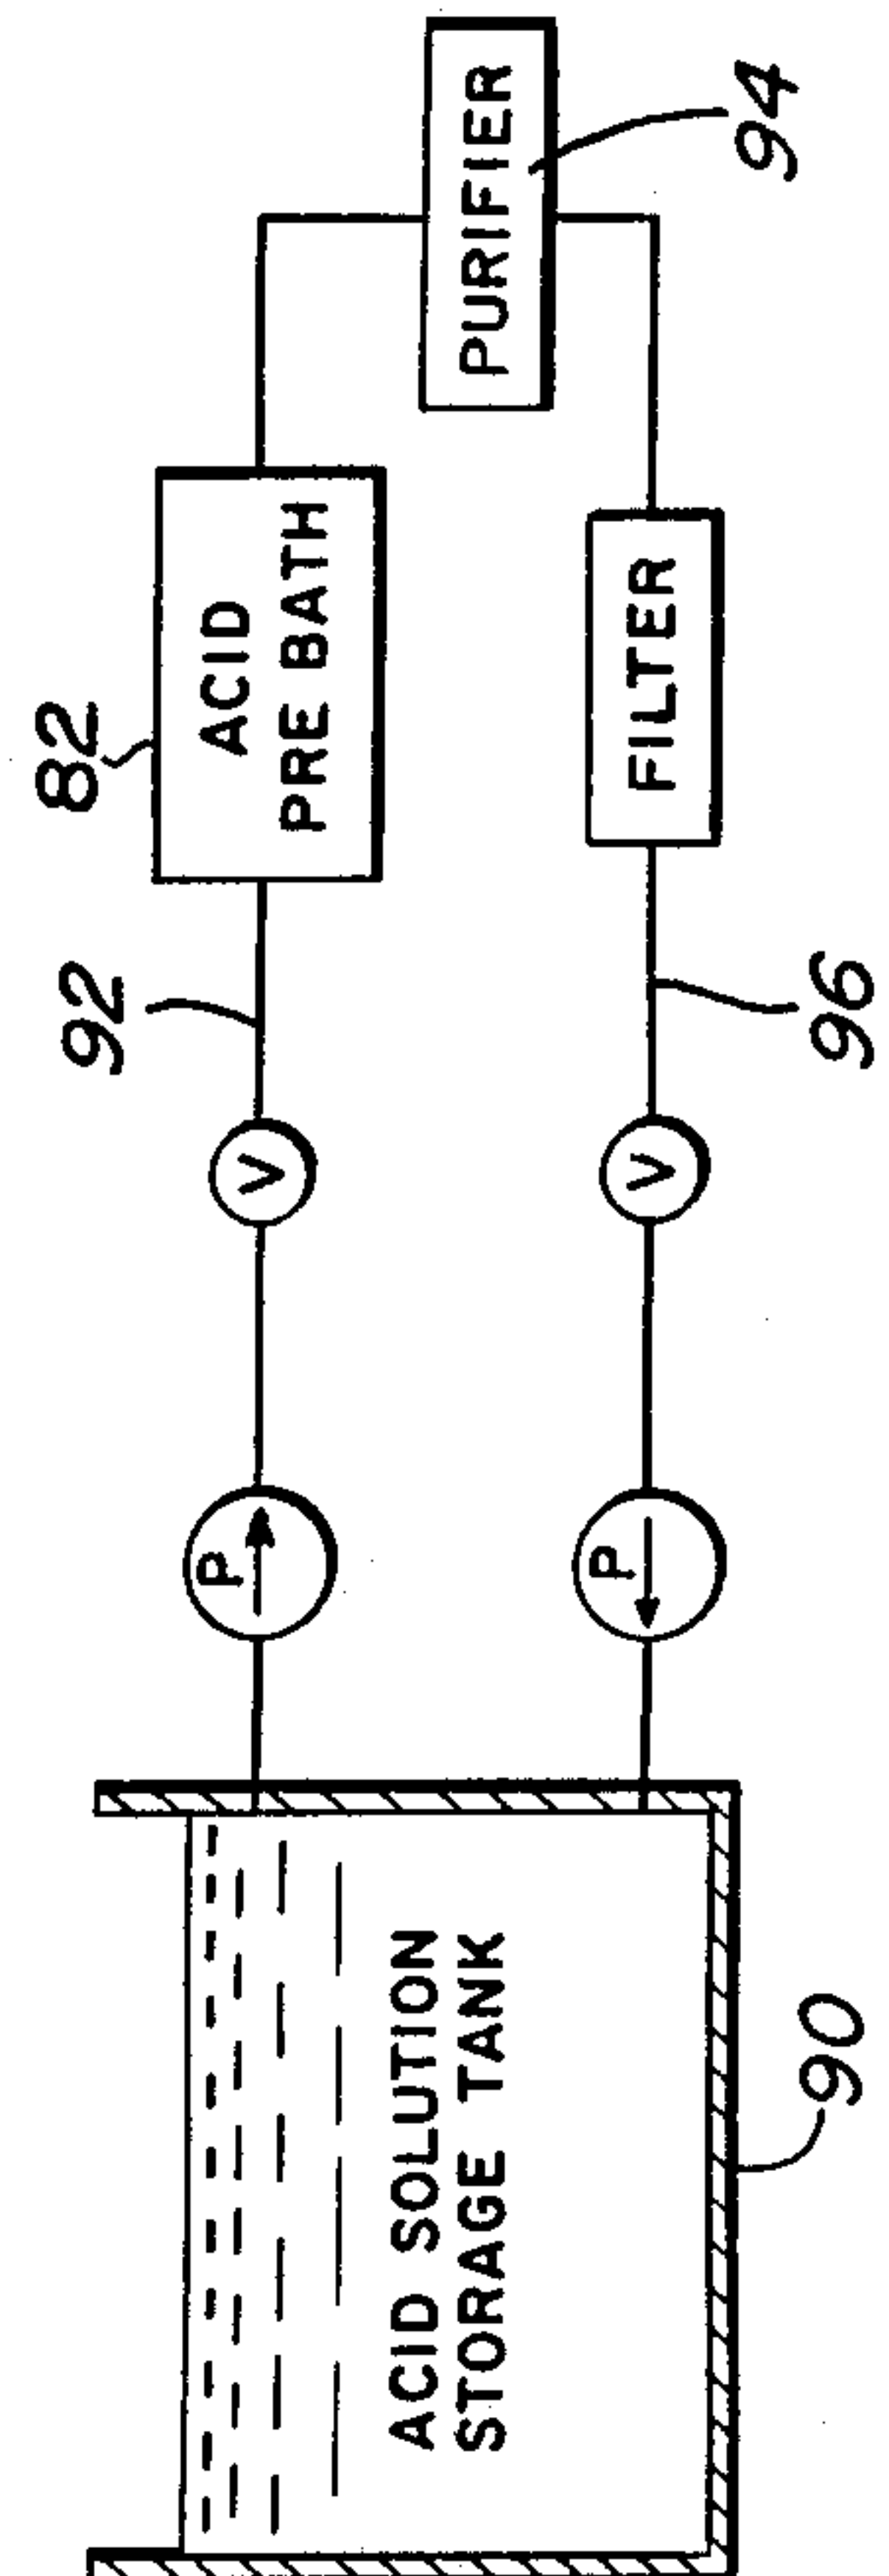 82
ACID
PRE BATH
92
V
P
PURIFIER
94
FILTER
96
V
P
ACID SOLUTION
STORAGE TANK
90